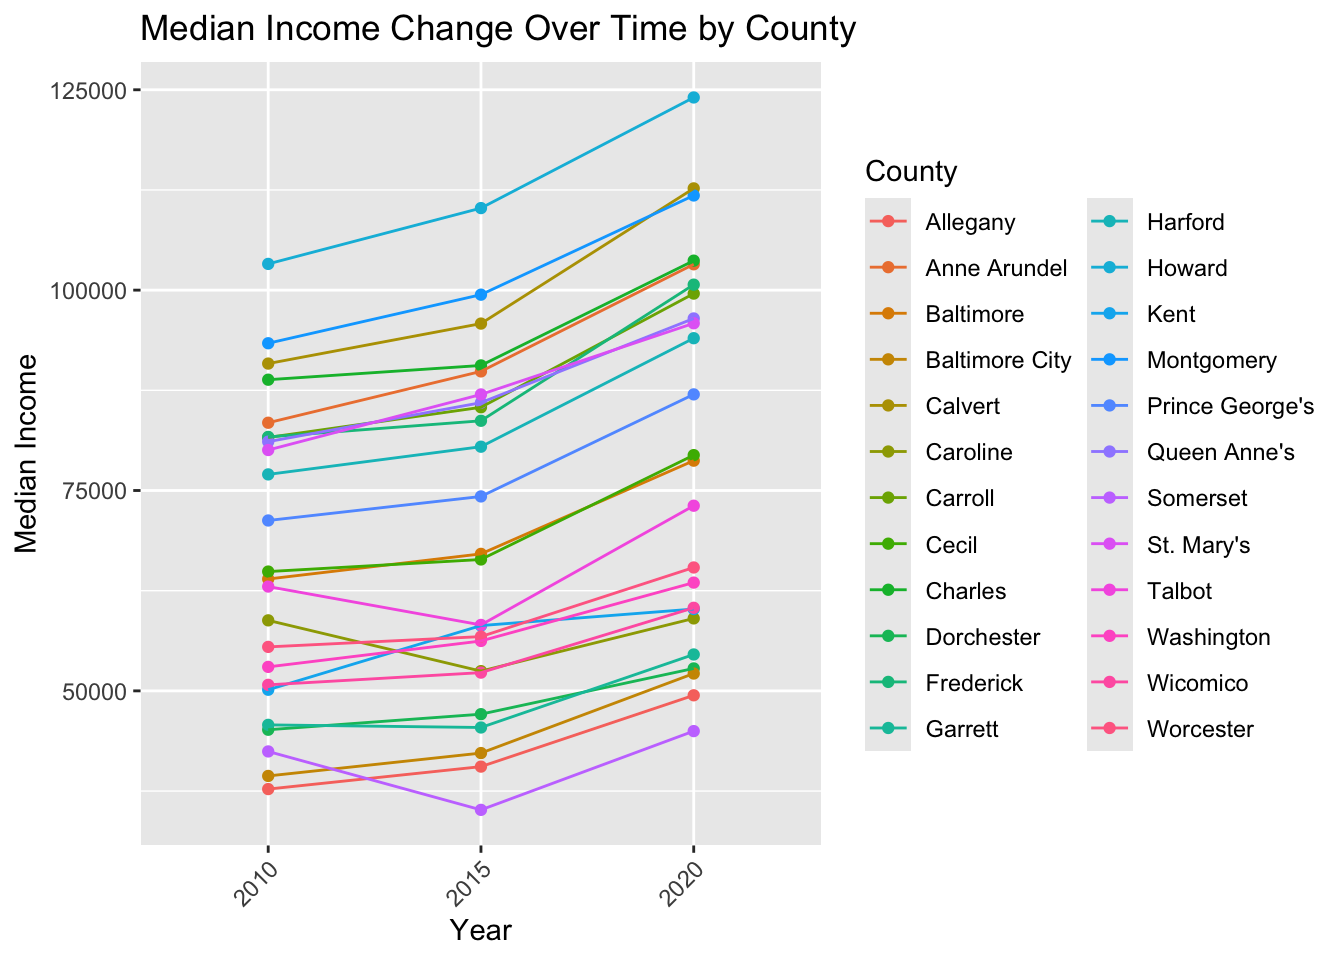 Median Income Change Over Time by County
125000
100000
75000
50000
Median Income
2010
2015
2020
Year
County
Allegany
Anne Arundel
Baltimore
Baltimore City
Calvert
Caroline
Carroll
Cecil
Charles
Dorchester
Frederick
Garrett
Harford
Howard
Kent
Montgomery
Prince George's
Queen Anne's
Somerset
St. Mary's
Talbot
Washington
Wicomico
Worcester